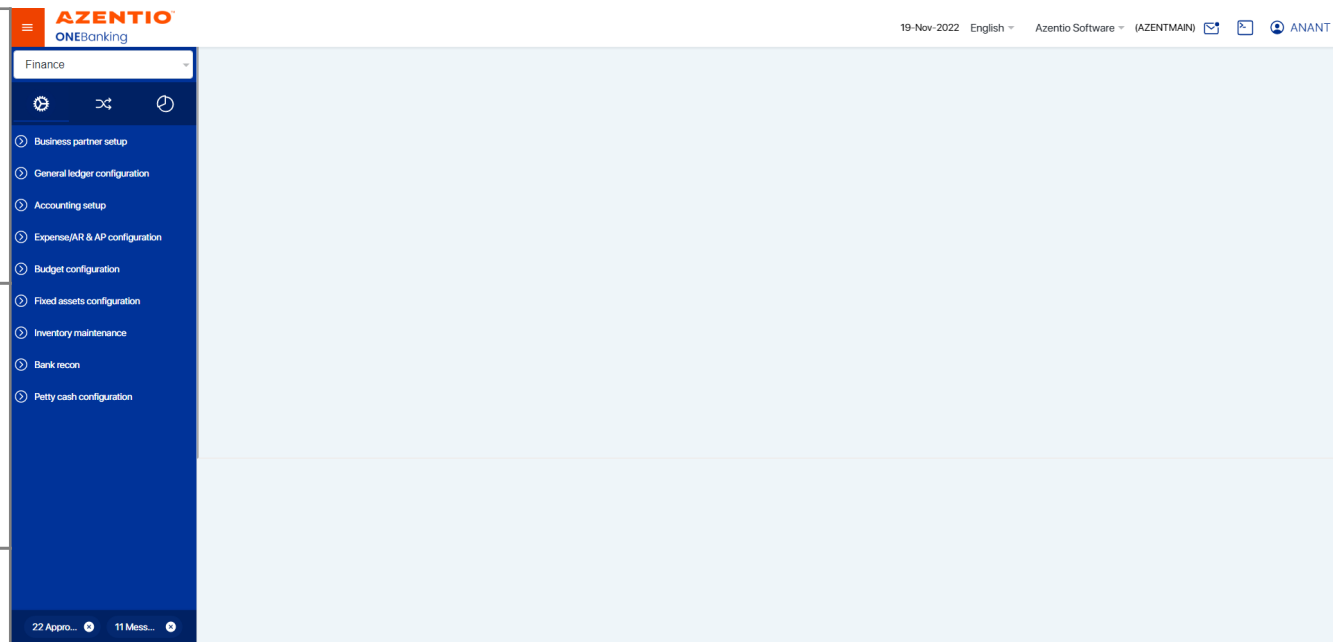 AZENTIO™
ONEBanking
19-Nov-2022 English Azentio Software (AZENTMAIN) ANANT
Finance
Business partner setup
General ledger configuration
Accounting setup
Expense/AR & AP configuration
Budget configuration
Fixed assets configuration
Inventory maintenance
Bank recon
Petty cash configuration
22 Appro... 11 Mess...